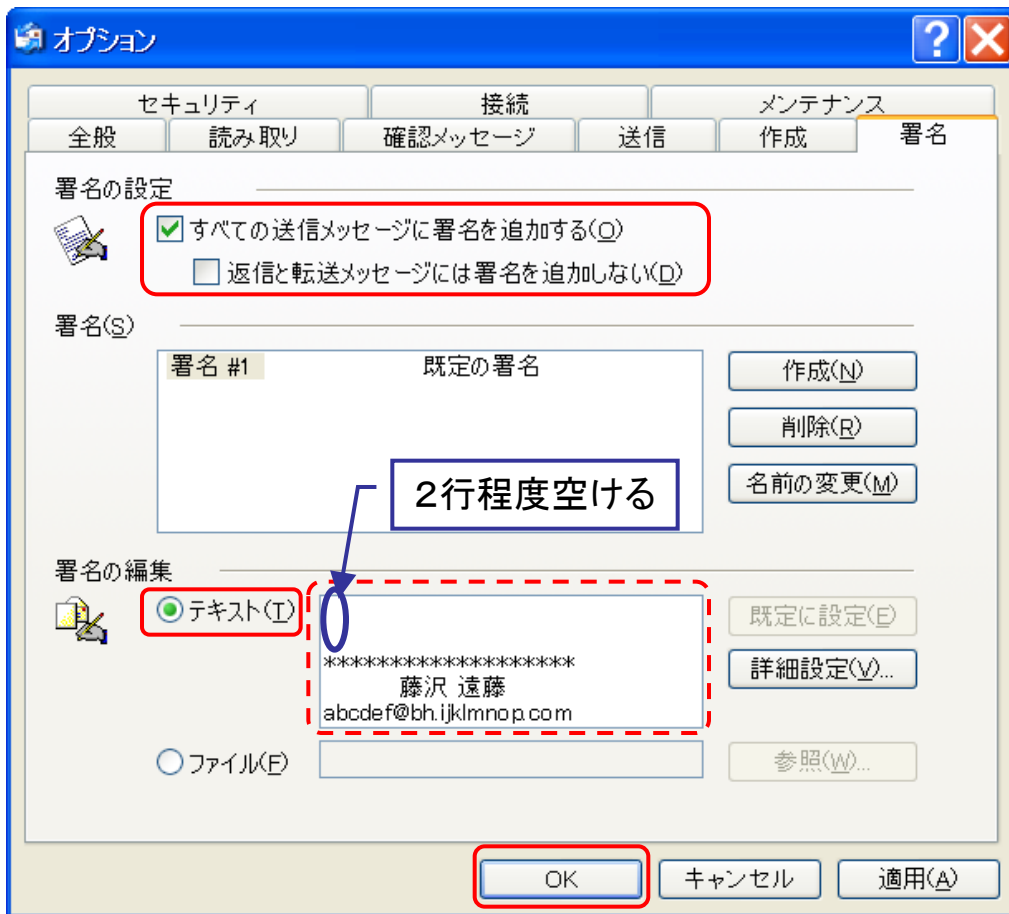 オプション
セキュリティ 接続 メンテナンス
全般 読み取り 確認メッセージ 送信 作成 署名
署名の設定
すべての送信メッセージに署名を追加する(O)
返信と転送メッセージには署名を追加しない(D)
署名(S)
署名 #1 既定の署名
作成(N)
削除(R)
名前の変更(M)
2行程度空ける
署名の編集
テキスト(T)
*******************
藤沢 遠藤
abcdef@bh.ijklmnop.com
既定に設定(E)
詳細設定(V)...
ファイル(F)
参照(W)...
OK キャンセル 適用(A)